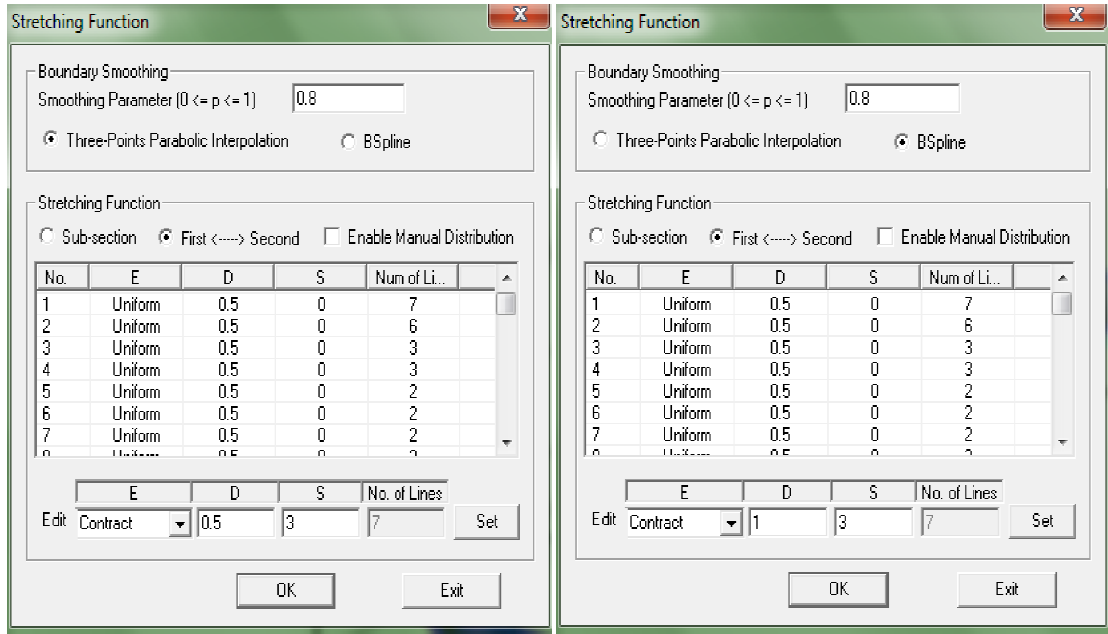 Stretching Function
X
Boundary Smoothing
Smoothing Parameter (0 <= p <= 1)
0.8
Three-Points Parabolic Interpolation
BSpline
Stretching Function
Sub-section
First <-----> Second
Enable Manual Distribution
No. E D S Num of Li...
1 Uniform 0.5 0 7
2 Uniform 0.5 0 6
3 Uniform 0.5 0 3
4 Uniform 0.5 0 3
5 Uniform 0.5 0 2
6 Uniform 0.5 0 2
7 Uniform 0.5 0 2
E D S No. of Lines
Edit Contract 0.5 3 7 Set
OK Exit
Stretching Function
X
Boundary Smoothing
Smoothing Parameter (0 <= p <= 1)
0.8
Three-Points Parabolic Interpolation
BSpline
Stretching Function
Sub-section
First <-----> Second
Enable Manual Distribution
No. E D S Num of Li...
1 Uniform 0.5 0 7
2 Uniform 0.5 0 6
3 Uniform 0.5 0 3
4 Uniform 0.5 0 3
5 Uniform 0.5 0 2
6 Uniform 0.5 0 2
7 Uniform 0.5 0 2
E D S No. of Lines
Edit Contract 1 3 7 Set
OK Exit